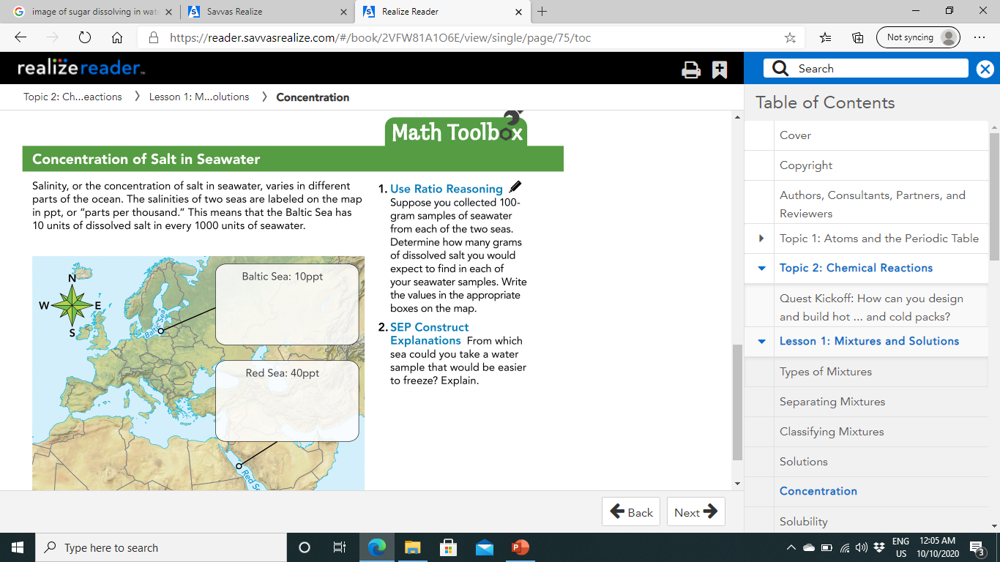 image of sugar dissolving in wat
Savvas Realize
Realize Reader
https://reader.savvasrealize.com/#/book/2VFW81A1O6E/view/single/page/75/toc
Not syncing
realizereader™
Search
Topic 2: Ch...eactions > Lesson 1: M...olutions > Concentration
Math Toolbox
Concentration of Salt in Seawater
Salinity, or the concentration of salt in seawater, varies in different
parts of the ocean. The salinities of two seas are labeled on the map
in ppt, or “parts per thousand.” This means that the Baltic Sea has
10 units of dissolved salt in every 1000 units of seawater.
N
W E
S
Baltic Sea
Baltic Sea: 10ppt
Red Sea: 40ppt
Red Se
1. Use Ratio Reasoning
Suppose you collected 100-
gram samples of seawater
from each of the two seas.
Determine how many grams
of dissolved salt you would
expect to find in each of
your seawater samples. Write
the values in the appropriate
boxes on the map.
2. SEP Construct
Explanations From which
sea could you take a water
sample that would be easier
to freeze? Explain.
Back
Next
Table of Contents
Cover
Copyright
Authors, Consultants, Partners, and
Reviewers
Topic 1: Atoms and the Periodic Table
Topic 2: Chemical Reactions
Quest Kickoff: How can you design
and build hot ... and cold packs?
Lesson 1: Mixtures and Solutions
Types of Mixtures
Separating Mixtures
Classifying Mixtures
Solutions
Concentration
Solubility
Type here to search
ENG
US
12:05 AM
10/10/2020
3